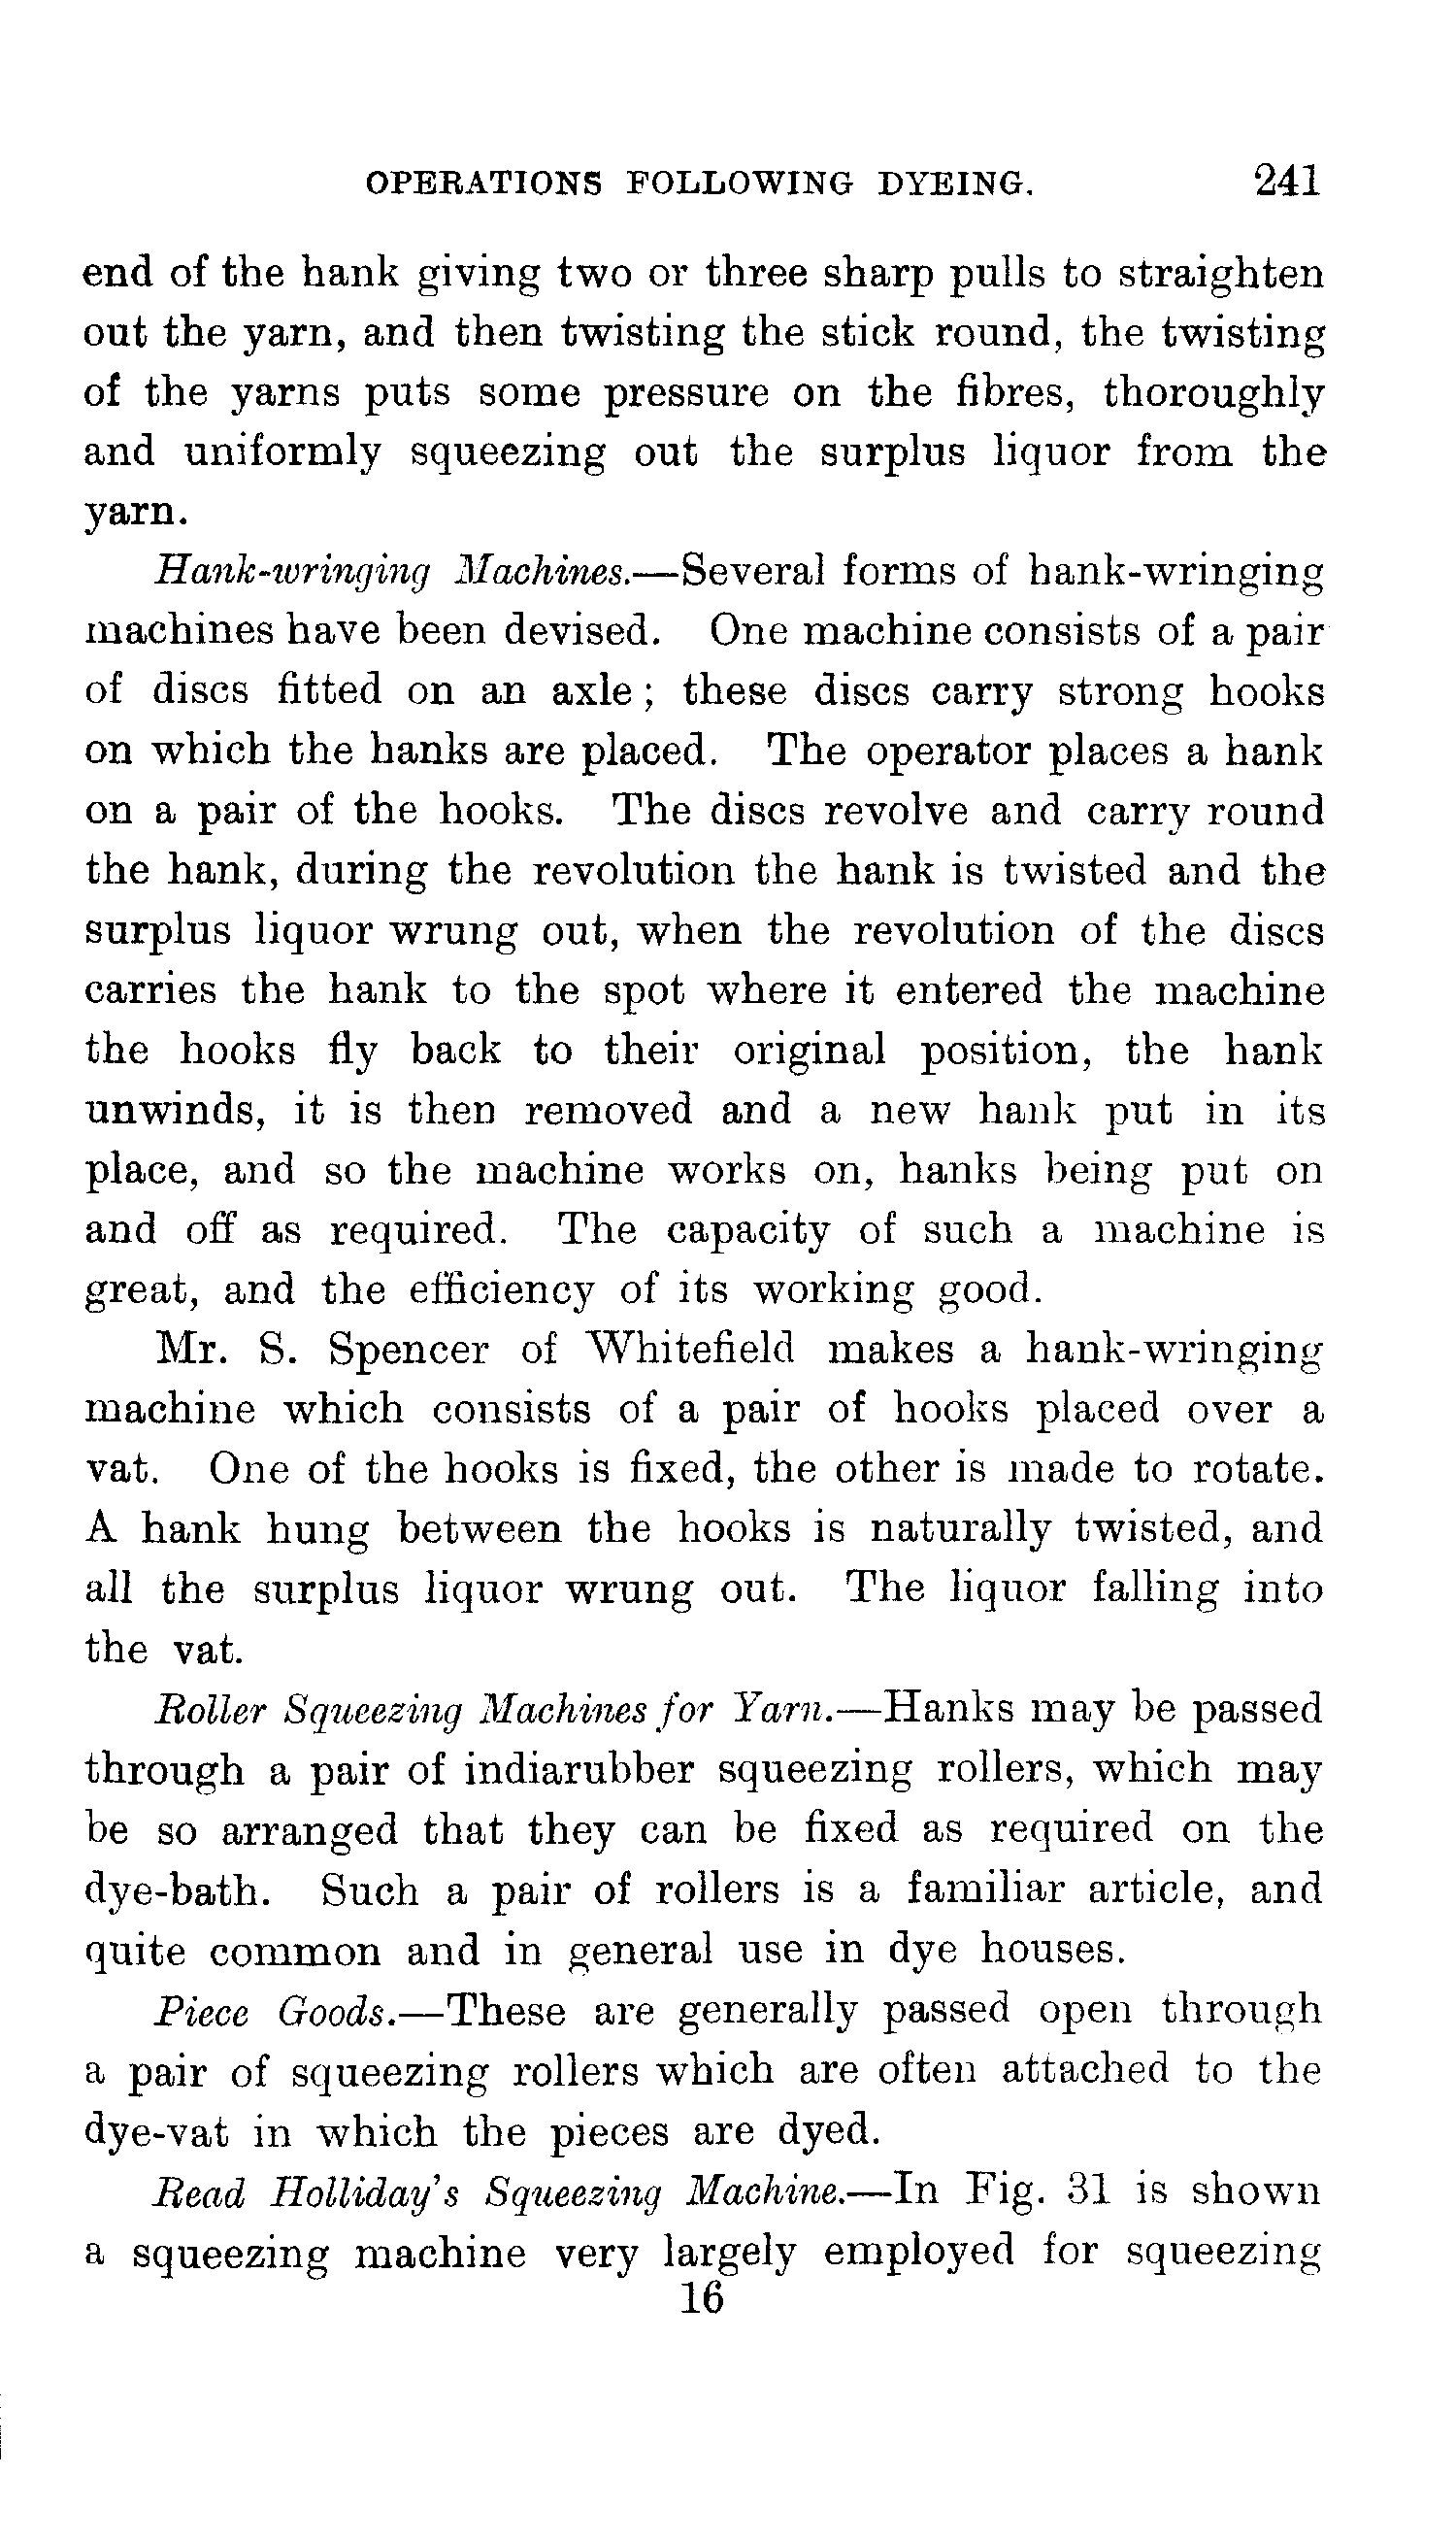 OPERATIONS FOLLOWING DYEING. 241
end of the hank giving two or three sharp pulls to straighten
out the yarn, and then twisting the stick round, the twisting
of the yarns puts some pressure on the fibres, thoroughly
and uniformly squeezing out the surplus liquor from the
yarn.
Hank-wringing Machines.—Several forms of hank-wringing
machines have been devised. One machine consists of a pair
of discs fitted on an axle; these discs carry strong hooks
on which the hanks are placed. The operator places a hank
on a pair of the hooks. The discs revolve and carry round
the hank, during the revolution the hank is twisted and the
surplus liquor wrung out, when the revolution of the discs
carries the hank to the spot where it entered the machine
the hooks fly back to their original position, the hank
unwinds, it is then removed and a new hank put in its
place, and so the machine works on, hanks being put on
and off as required. The capacity of such a machine is
great, and the efficiency of its working good.
Mr. S. Spencer of Whitefield makes a hank-wringing
machine which consists of a pair of hooks placed over a
vat. One of the hooks is fixed, the other is made to rotate.
A hank hung between the hooks is naturally twisted, and
all the surplus liquor wrung out. The liquor falling into
the vat.
Roller Squeezing Machines for Yarn.—Hanks may be passed
through a pair of indiarubber squeezing rollers, which may
be so arranged that they can be fixed as required on the
dye-bath. Such a pair of rollers is a familiar article, and
quite common and in general use in dye houses.
Piece Goods.—These are generally passed open through
a pair of squeezing rollers which are often attached to the
dye-vat in which the pieces are dyed.
Read Holliday's Squeezing Machine.—In Fig. 31 is shown
a squeezing machine very largely employed for squeezing
16